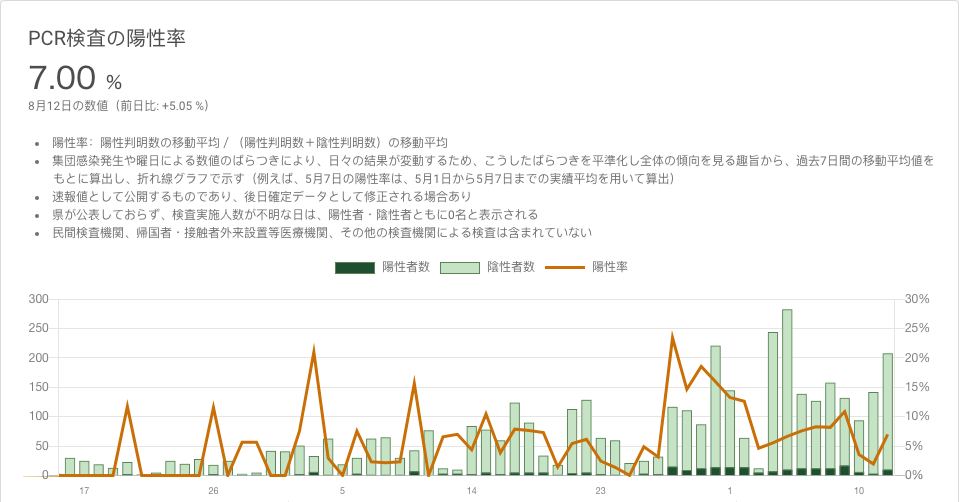 PCR検査の陽性率
7.00 %
8月12日の数値（前日比: +5.05 %）
陽性率：陽性判明数の移動平均 / （陽性判明数＋陰性判明数）の移動平均
集団感染発生や曜日による数値のばらつきにより、日々の結果が変動するため、こうしたばらつきを平準化し全体の傾向を見る趣旨から、過去7日間の移動平均値を
もとに算出し、折れ線グラフで示す（例えば、5月7日の陽性率は、5月1日から5月7日までの実績平均を用いて算出）
速報値として公開するものであり、後日確定データとして修正される場合あり
県が公表しておらず、検査実施人数が不明な日は、陽性者・陰性者ともに0名と表示される
民間検査機関、帰国者・接触者外来設置等医療機関、その他の検査機関による検査は含まれていない
陽性者数 陰性者数 陽性率
300 30%
250 25%
200 20%
150 15%
100 10%
50 5%
0 0%
17 26 5 14 23 1 10